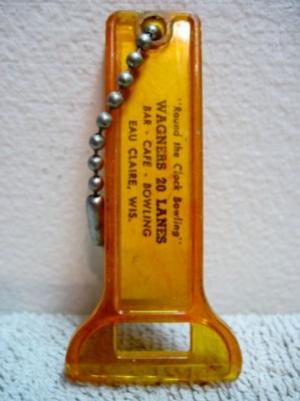 "Round the Clock Bowling"
WAGNERS 20 LANES
BAR - CAFE - BOWLING
EAU CLAIRE, WIS.